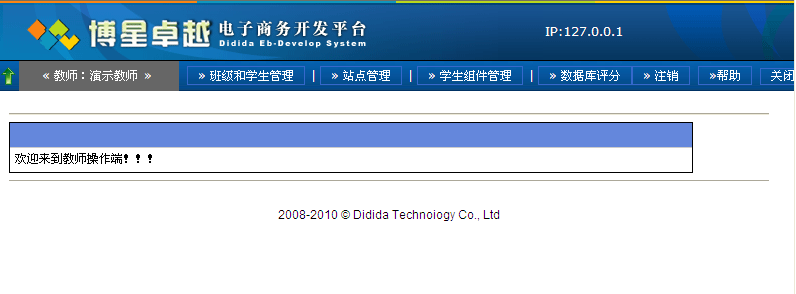 博星卓越 电子商务开发平台
Didida Eb-Develop System
IP:127.0.0.1
« 教师：演示教师 » » 班级和学生管理 | » 站点管理 | » 学生组件管理 | » 数据库评分 » 注销 »帮助 关闭
欢迎来到教师操作端！！！
2008-2010 © Didida Technoiogy Co., Ltd